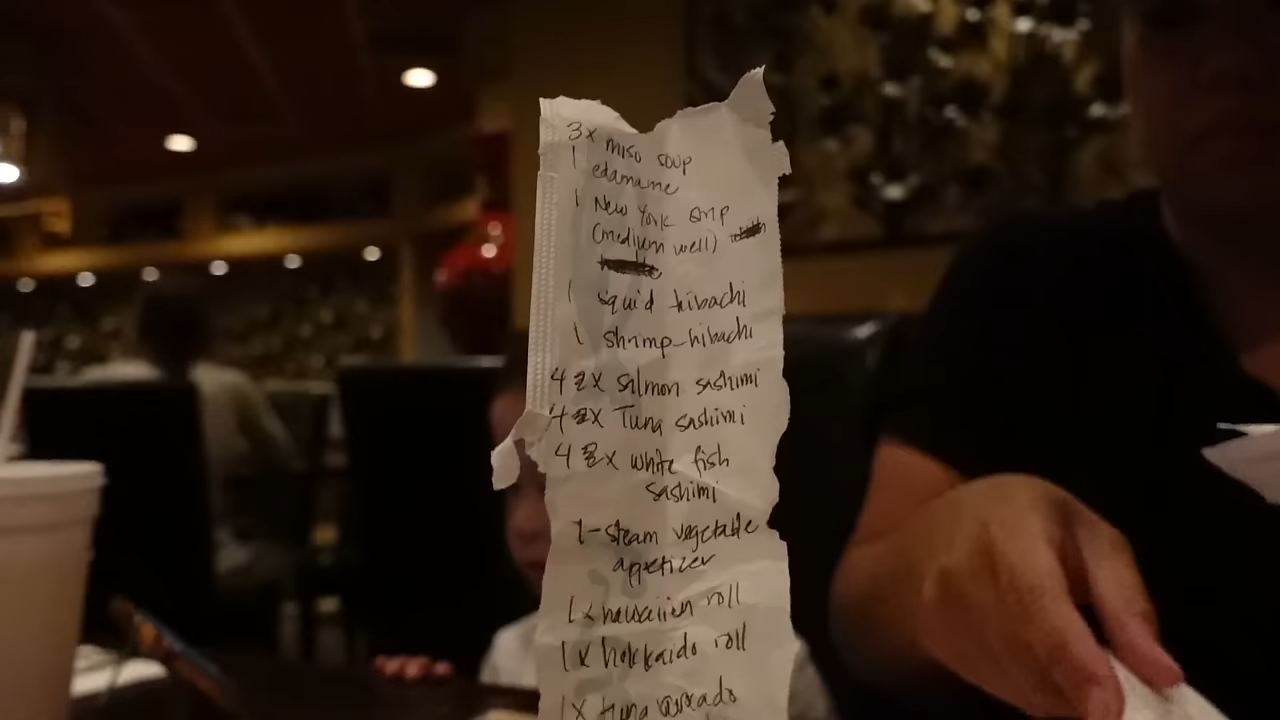 3x miso soup
1 edamame
1 New York strip
(medium well)
1 squid hibachi
1 shrimp-hibachi
4 x salmon sashimi
4 x Tuna sashimi
4 x white fish
sashimi
1-steam vegetable
appetizer
1x hawaiien roll
1x hokkaido roll
1x tuna avocado